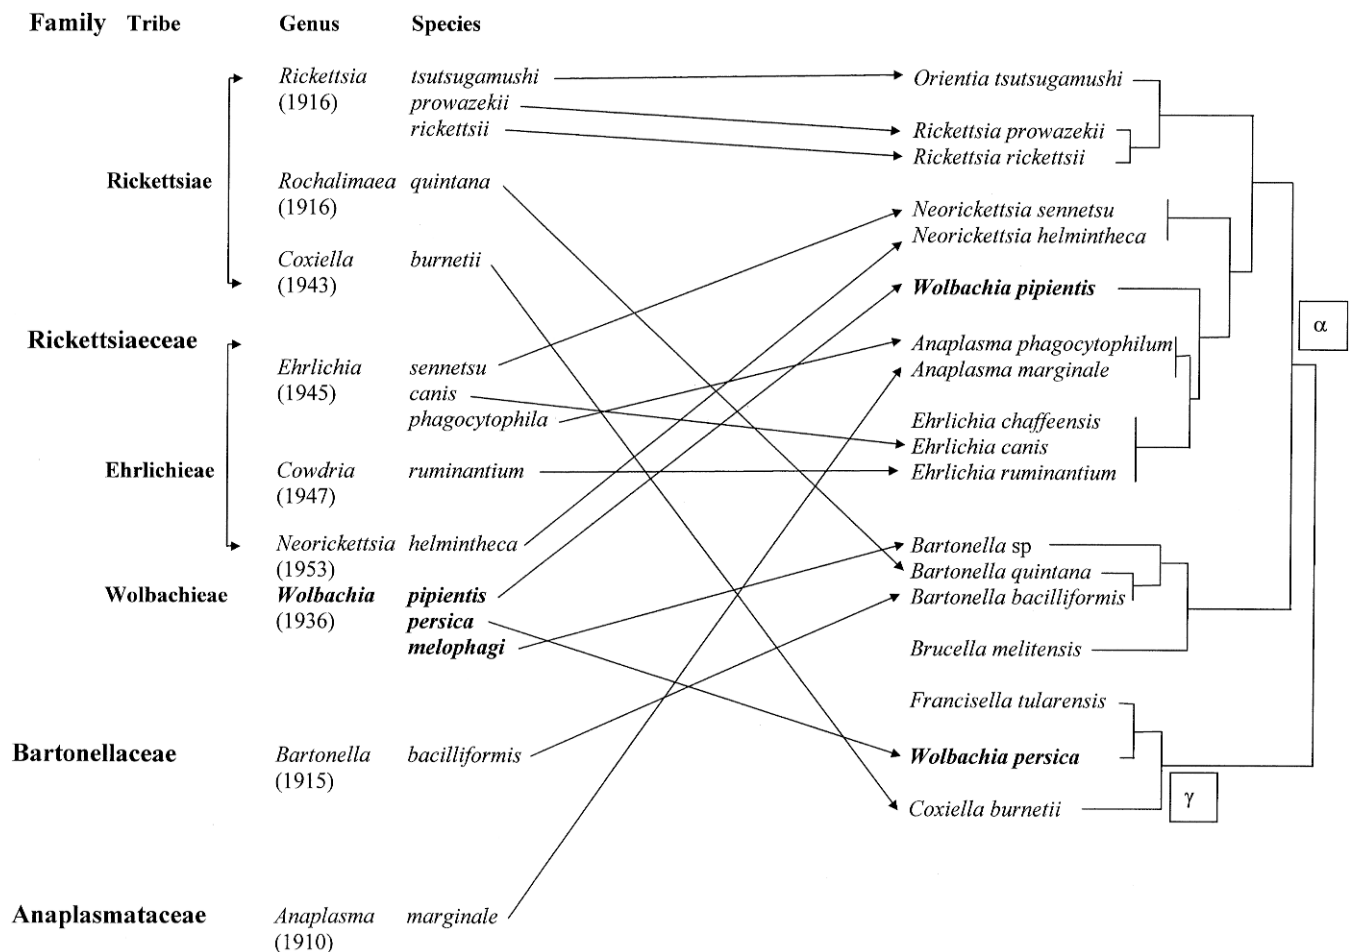 Family Tribe Genus Species
Rickettsia tsutsugamushi Orientia tsutsugamushi
(1916) prowazekii
rickettsii Rickettsia prowazekii
Rickettsia rickettsii
Rickettsiae Rochalimaea quintana
(1916)
Neorickettsia sennetsu
Neorickettsia helmintheca
Coxiella burnetii
(1943)
Wolbachia pipientis
α
Rickettsiaeceae
Anaplasma phagocytophilum
Ehrlichia sennetsu Anaplasma marginale
(1945) canis
phagocytophila Ehrlichia chaffeensis
Ehrlichia canis
Ehrlichieae Cowdria ruminantium Ehrlichia ruminantium
(1947)
Neorickettsia helmintheca Bartonella sp
(1953) Bartonella quintana
Wolbachieae Wolbachia pipientis Bartonella bacilliformis
(1936) persica
melophagi Brucella melitensis
Francisella tularensis
Bartonellaceae Bartonella bacilliformis Wolbachia persica
(1915)
γ
Coxiella burnetii
Anaplasmataceae Anaplasma marginale
(1910)